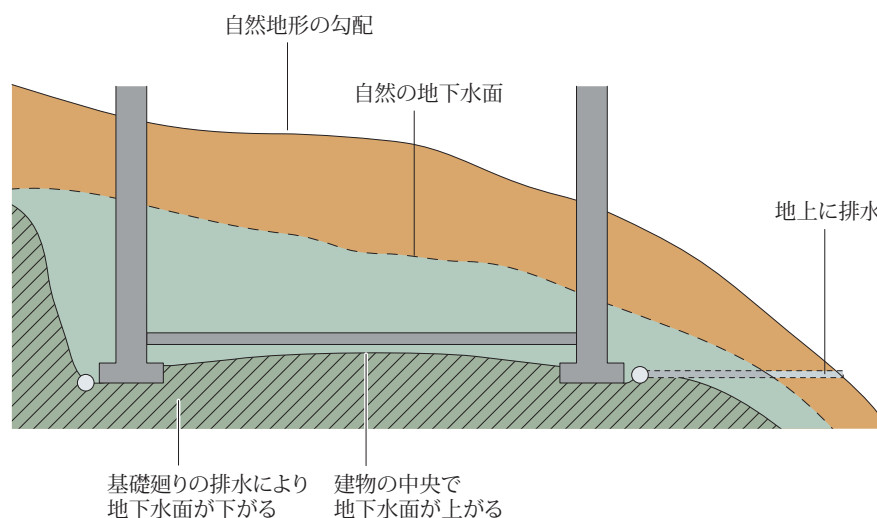 自然地形の勾配
自然の地下水面
地上に排水
基礎廻りの排水により
地下水面が下がる
建物の中央で
地下水面が上がる